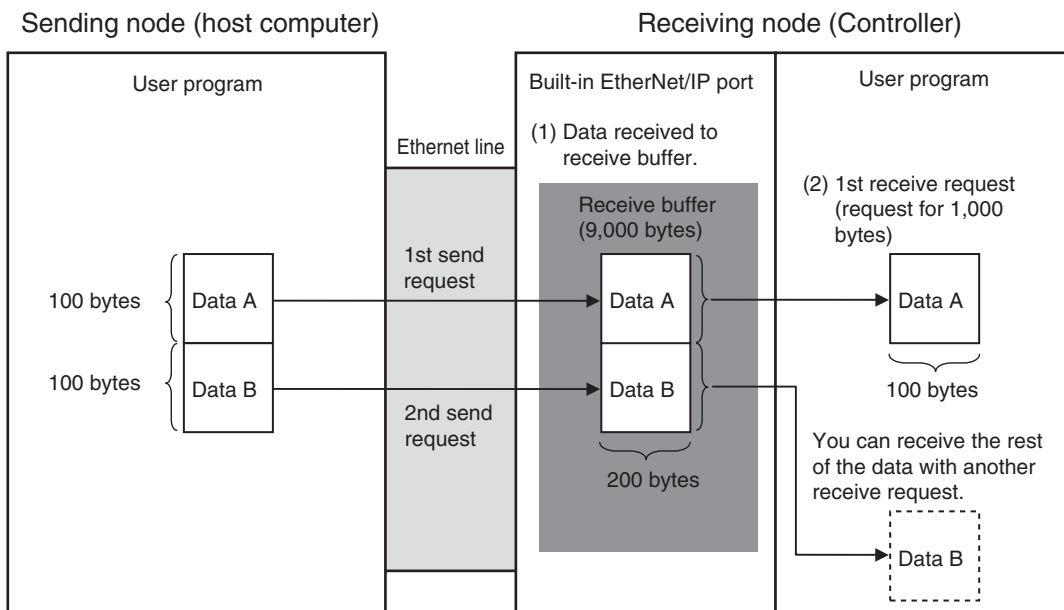 Sending node (host computer)
Receiving node (Controller)
User program
Built-in EtherNet/IP port
User program
Ethernet line
(1) Data received to
receive buffer.
Receive buffer
(9,000 bytes)
(2) 1st receive request
(request for 1,000
bytes)
1st send
request
100 bytes
Data A
Data A
Data A
100 bytes
Data B
Data B
100 bytes
2nd send
request
200 bytes
You can receive the rest
of the data with another
receive request.
Data B